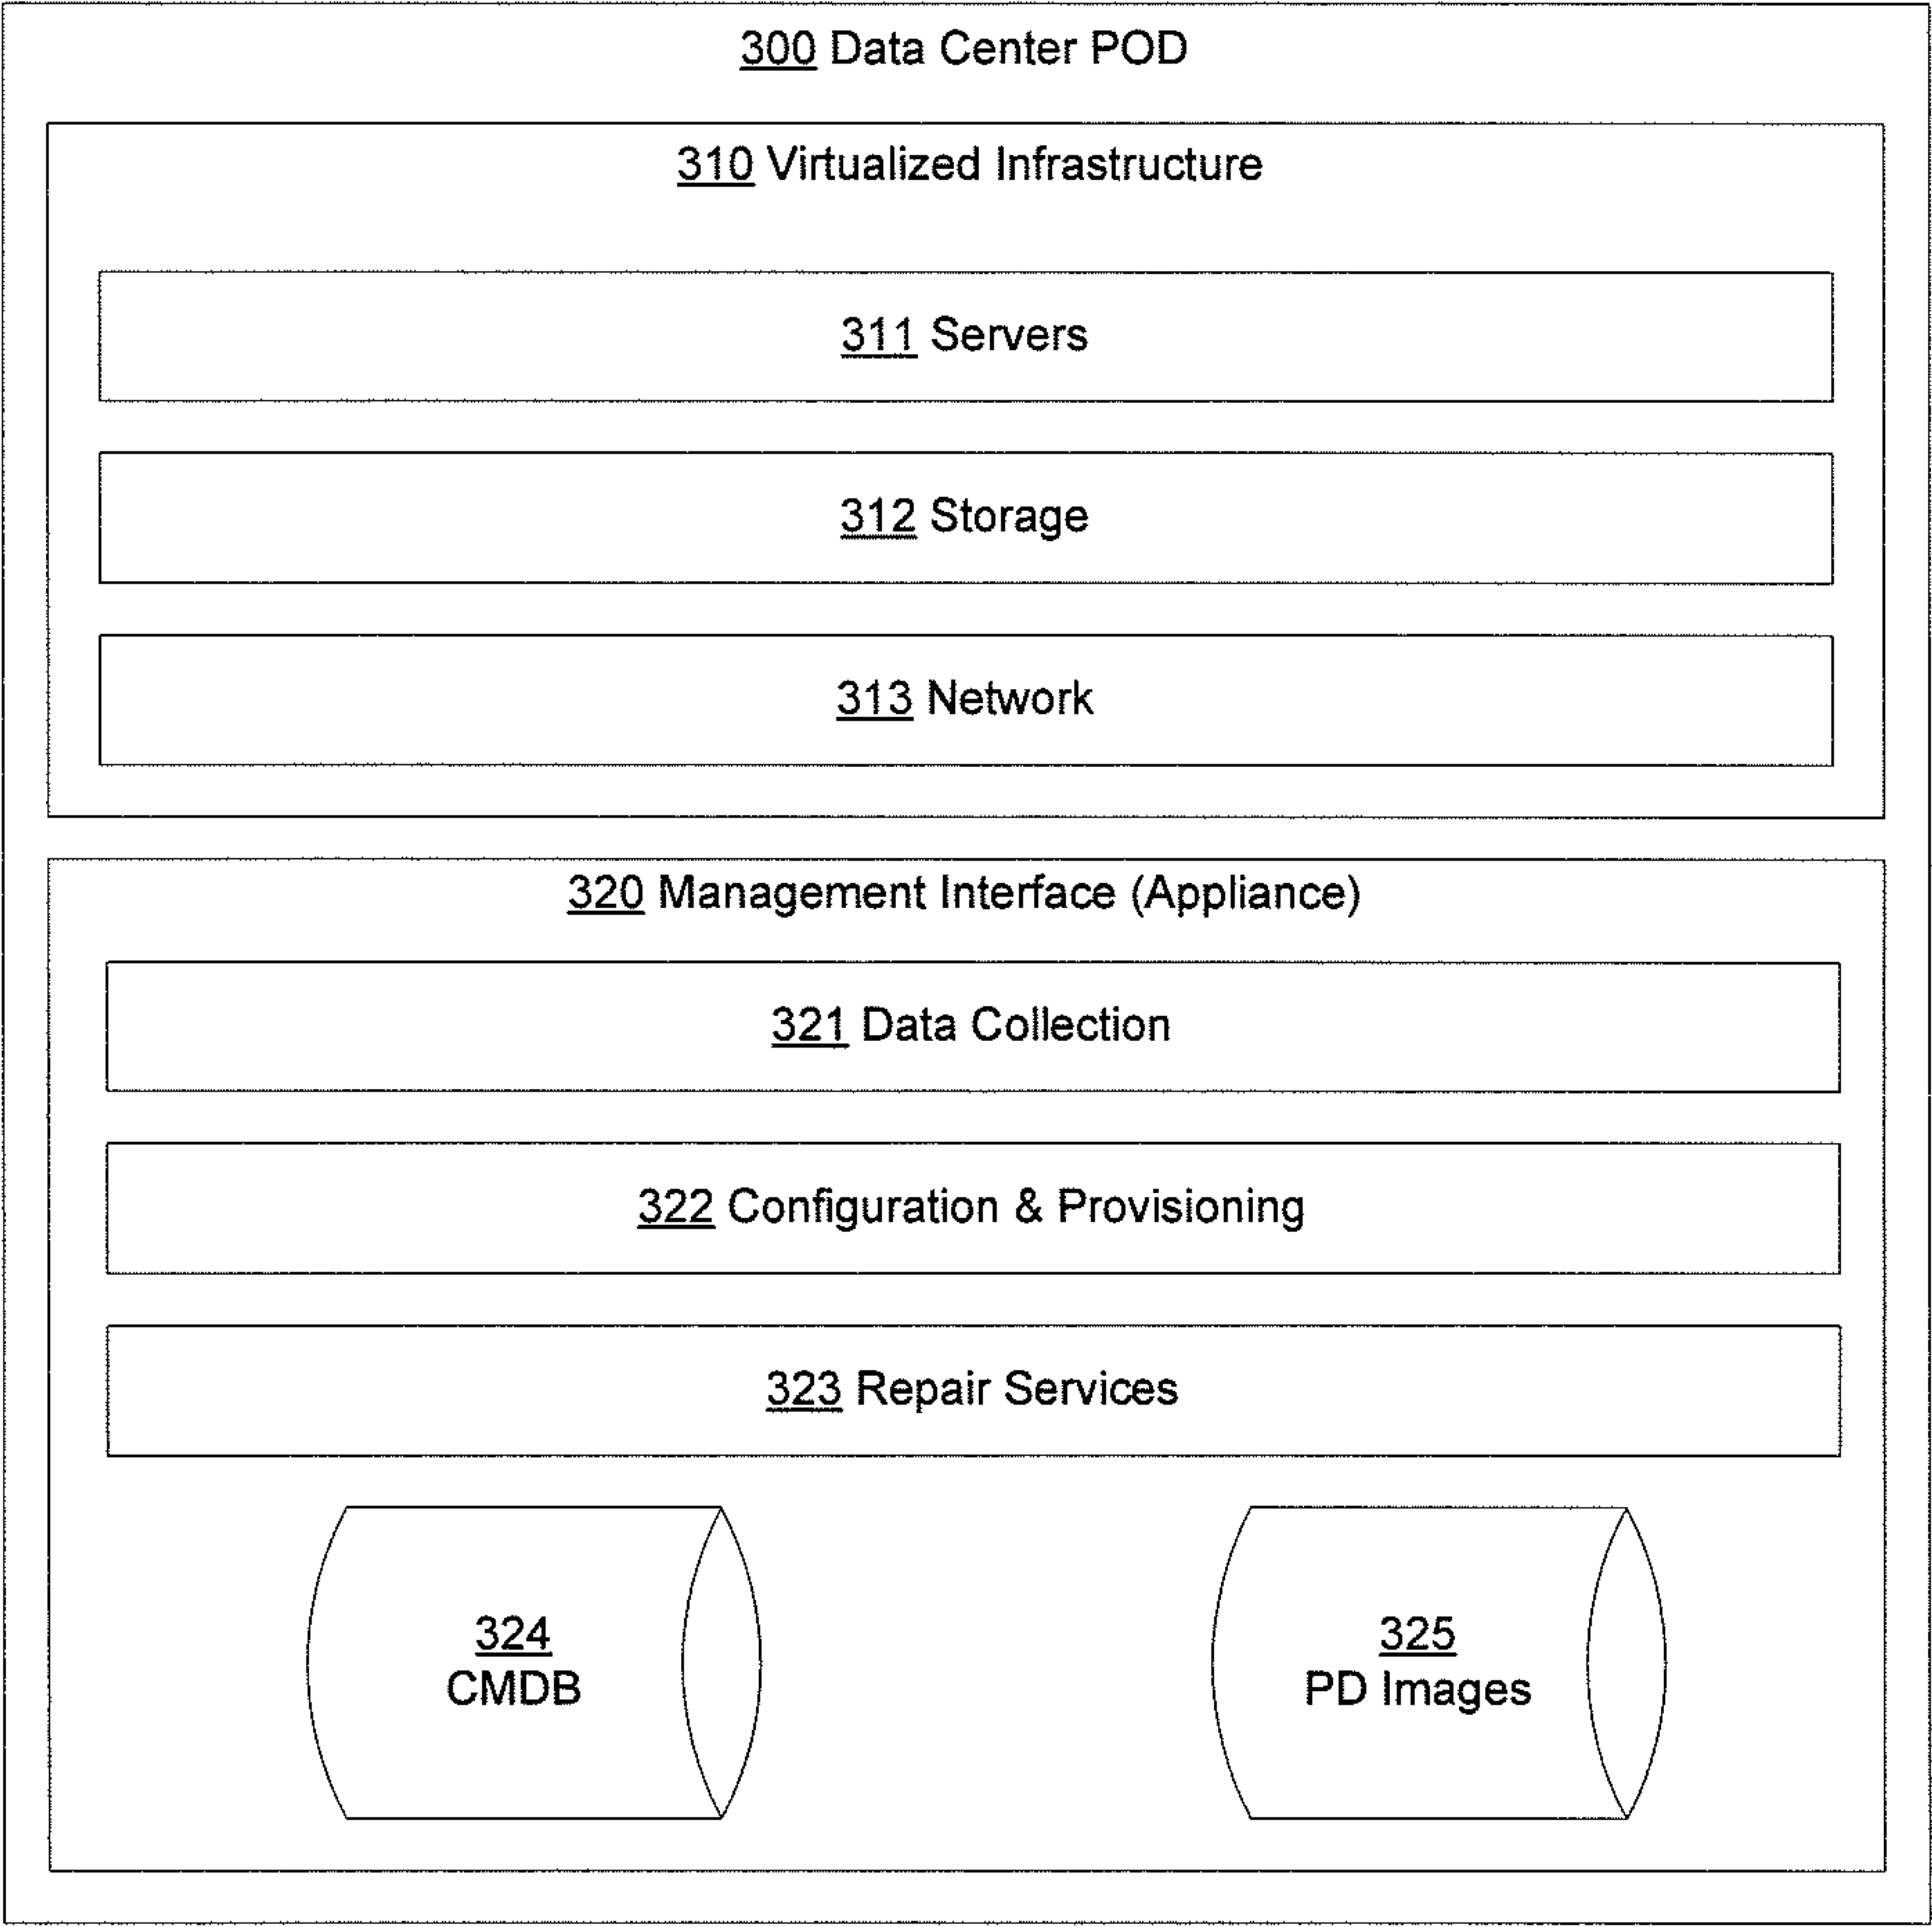 300 Data Center POD
310 Virtualized Infrastructure
311 Servers
312 Storage
313 Network
320 Management Interface (Appliance)
321 Data Collection
322 Configuration & Provisioning
323 Repair Services
324
CMDB
325
PD Images